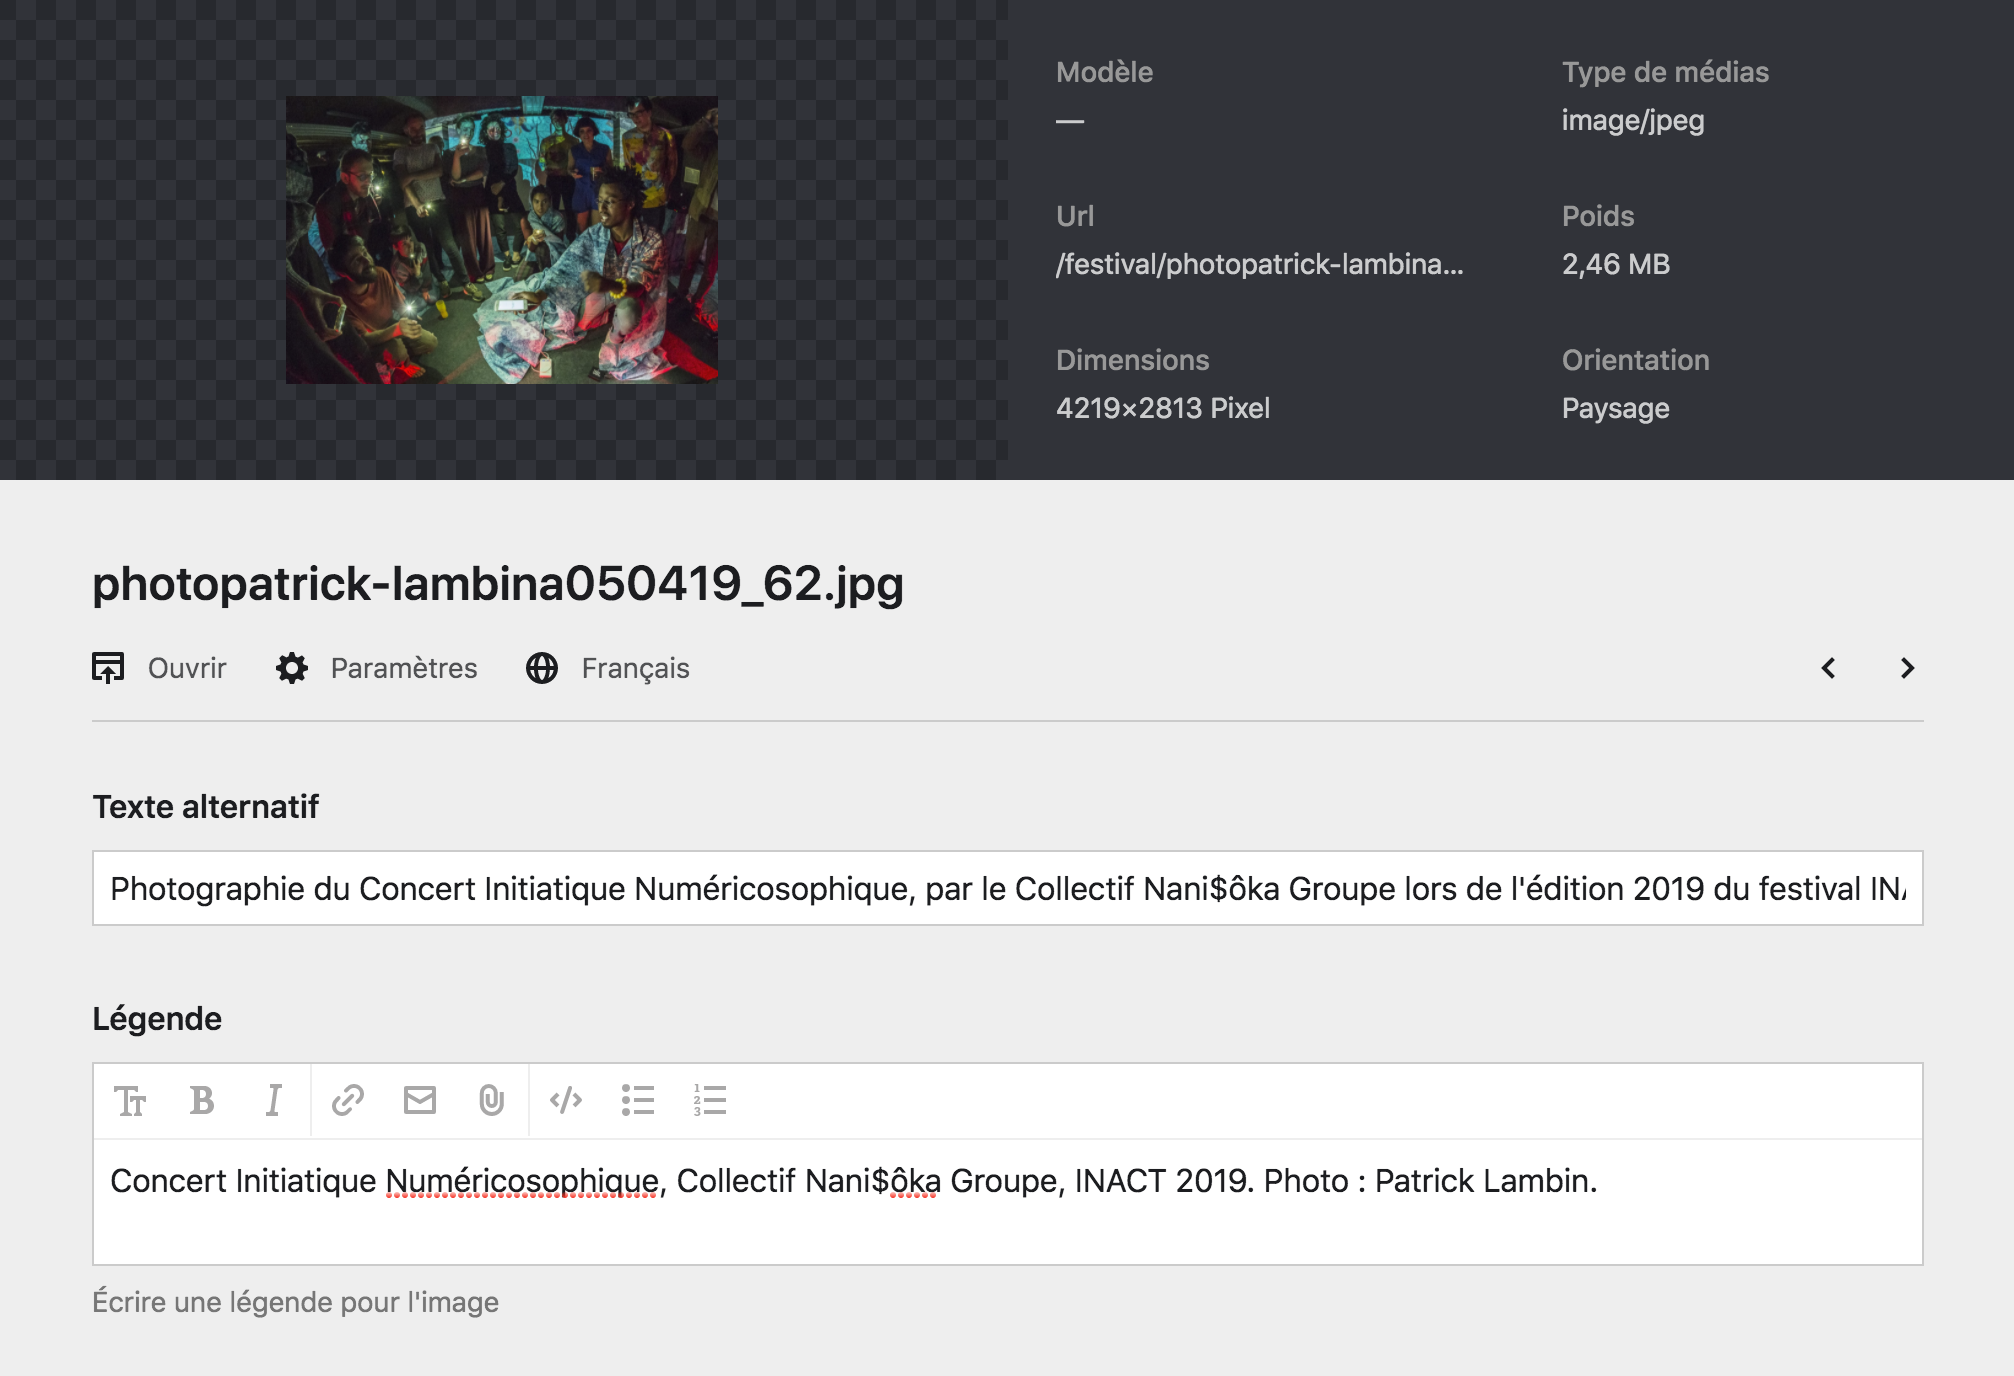 Modèle
—
Type de médias
image/jpeg
Url
/festival/photopatrick-lambina...
Poids
2,46 MB
Dimensions
4219×2813 Pixel
Orientation
Paysage
photopatrick-lambina050419_62.jpg
Ouvrir Paramètres Français
Texte alternatif
Photographie du Concert Initiatique Numéricosophique, par le Collectif Nani$ôka Groupe lors de l'édition 2019 du festival
Légende
Concert Initiatique Numéricosophique, Collectif Nani$ôka Groupe, INACT 2019. Photo : Patrick Lambin.
Écrire une légende pour l'image